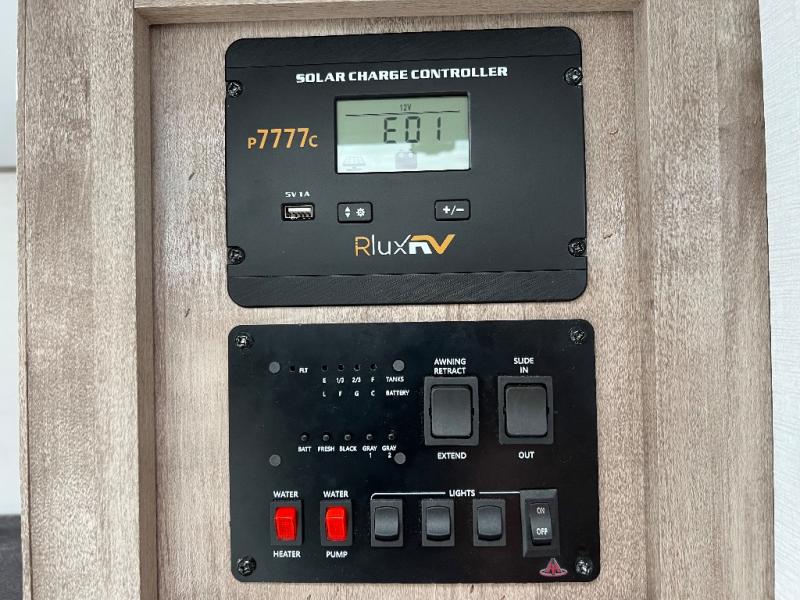 SOLAR CHARGE CONTROLLER
12V
E01
P7777C
5V 1A
+/−
RluxRV
FLT
E 1/3 2/3 F TANKS
L F G C BATTERY
AWNING RETRACT
SLIDE IN
BATT FRESH BLACK GRAY 1 GRAY 2
EXTEND
OUT
WATER
WATER
LIGHTS
ON
OFF
HEATER
PUMP